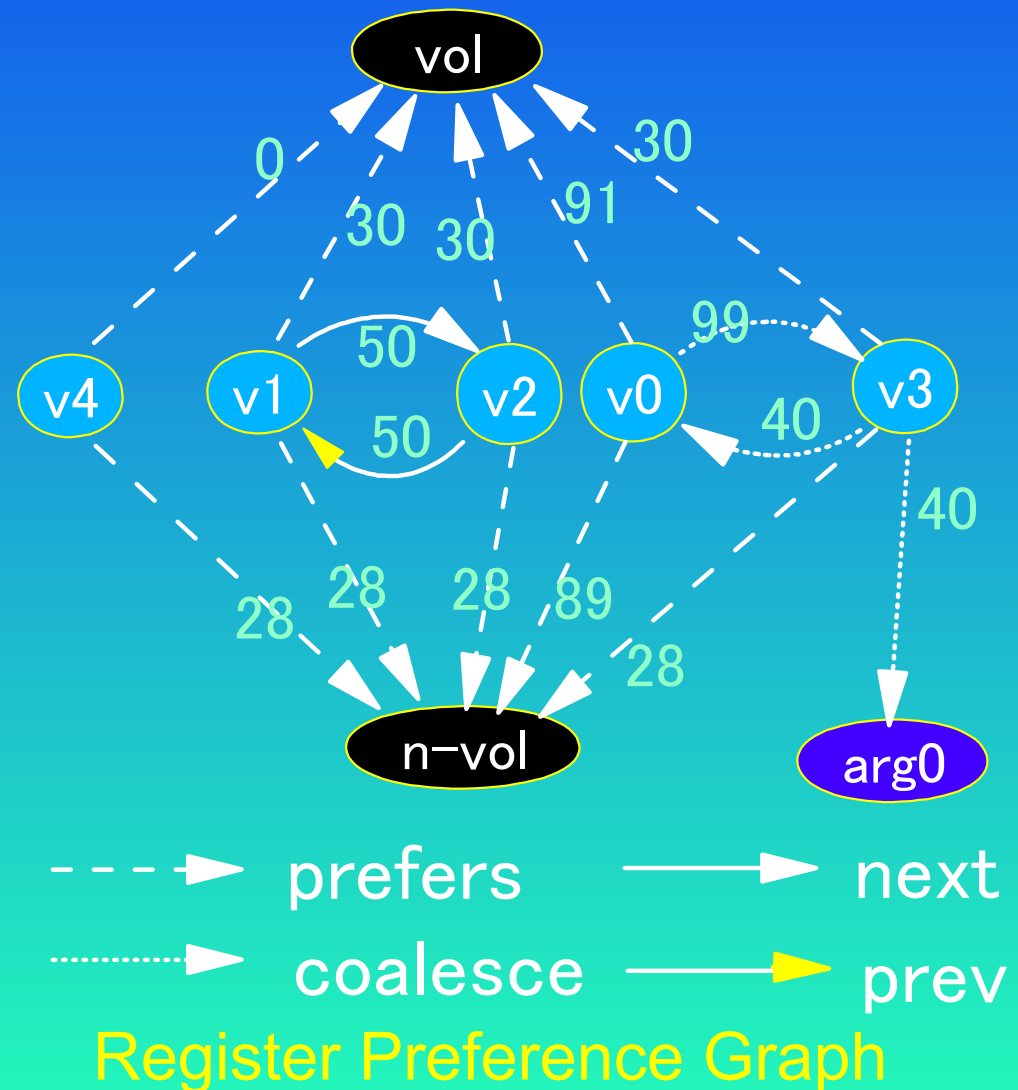 vol
0
30
30
30
91
99
50
v4
v1
v2
v0
v3
50
40
40
28
28
28
89
28
n-vol
arg0
prefers
next
coalesce
prev
Register Preference Graph